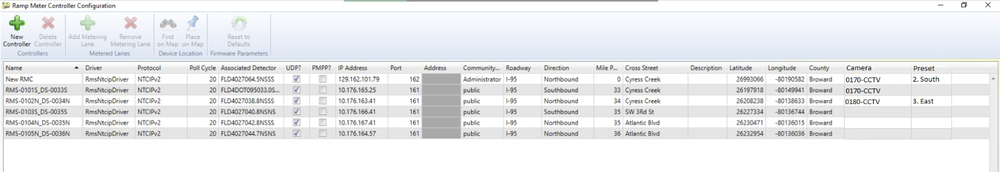 Ramp Meter Controller Configuration
New Controller
Delete Controller
Add Metering Lane
Remove Metering Lane
Find on Map
Place on Map
Reset to Defaults
Controllers Metered Lanes Device Location Firmware Parameters
Name Driver Protocol Poll Cycle Associated Detector UDP? PMPP? IP Address Port Address Community... Roadway Direction Mile P... Cross Street Description Latitude Longitude County Camera Preset
New RMC RmsNtcipDriver NTCIPv2 20 FLD4027064.5NSSS 129.162.101.79 162 Administrator I-95 Northbound 0 Cyress Creek 26993066 -80190582 Broward 0170-CCTV 2. South
RMS-0101S_DS-0033S RmsNtcipDriver NTCIPv2 20 FLD4DOT095033.0S... 10.176.165.25 161 public I-95 Southbound 33 Cyress Creek 26197918 -80149941 Broward 0170-CCTV
RMS-0102N_DS-0034N RmsNtcipDriver NTCIPv2 20 FLD4027038.8NSSS 10.176.163.41 161 public I-95 Northbound 34 Cyress Creek 26208238 -80138633 Broward 0180-CCTV 3. East
RMS-0103S_DS-0035S RmsNtcipDriver NTCIPv2 20 FLD4027040.8NSNS 10.176.166.41 161 public I-95 Southbound 35 SW 3Rd St 26227334 -80136744 Broward
RMS-0104N_DS-0035N RmsNtcipDriver NTCIPv2 20 FLD4027042.8NSSS 10.176.167.41 161 public I-95 Northbound 35 Atlantic Blvd 26230471 -80136015 Broward
RMS-0105N_DS-0036N RmsNtcipDriver NTCIPv2 20 FLD4027044.7NSNS 10.176.164.57 161 public I-95 Northbound 36 Atlantic Blvd 26232954 -80136036 Broward